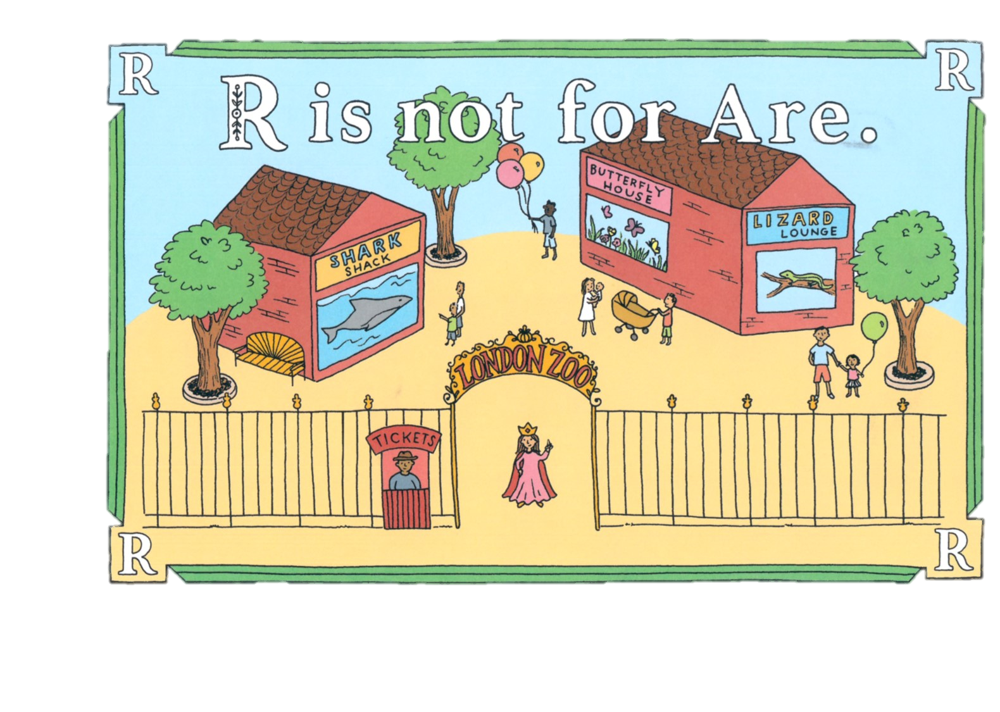 R
R
R is not for Are.
BUTTERFLY
HOUSE
LIZARD
LOUNGE
SHARK
SHACK
LONDON ZOO
TICKETS
R
R